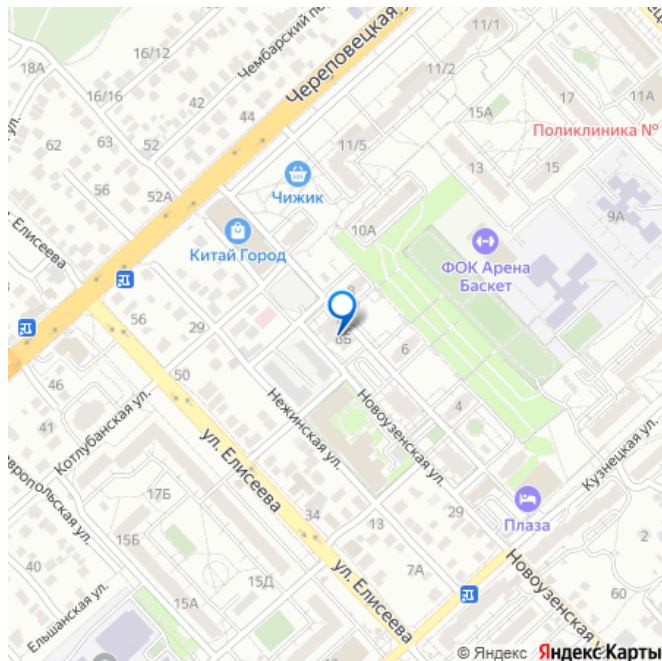 11/1
16/12
Чембарский пе
Череповецкая у
18А
11/2
17
11А
16/16
42
15А
44
Поликлиника №
62
63
52
11/5
13
15
ул.
56
52А
Чижик
9А
10А
Елисеева
Китай Город
ФОК Арена
Баскет
8
56
29
8Б
6
46
50
41
4
Новоузенская ул.
Нежинская ул.
Котлубанская ул.
ул. Елисеева
Кузнецкая ул.
вропольская ул.
17Б
34
13
29
Плаза
2
15Б
40
15Д
7А
ул. Елисеева
Новоузенская ул
60
15А
Ельшанская ул.
© Яндекс Яндекс Карты